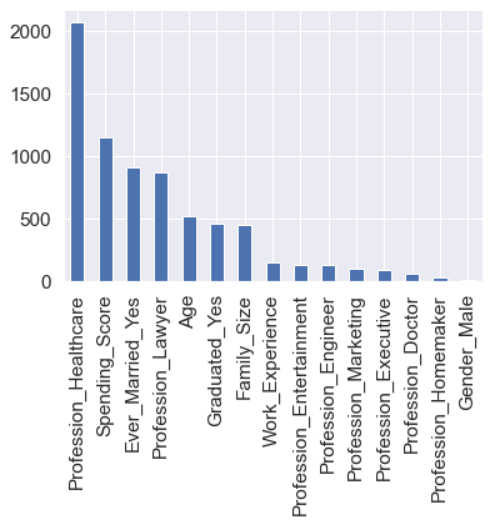 2000
1500
1000
500
0
Profession_Healthcare
Spending_Score
Ever_Married_Yes
Profession_Lawyer
Age
Graduated_Yes
Family_Size
Work_Experience
Profession_Entertainment
Profession_Engineer
Profession_Marketing
Profession_Executive
Profession_Doctor
Profession_Homemaker
Gender_Male